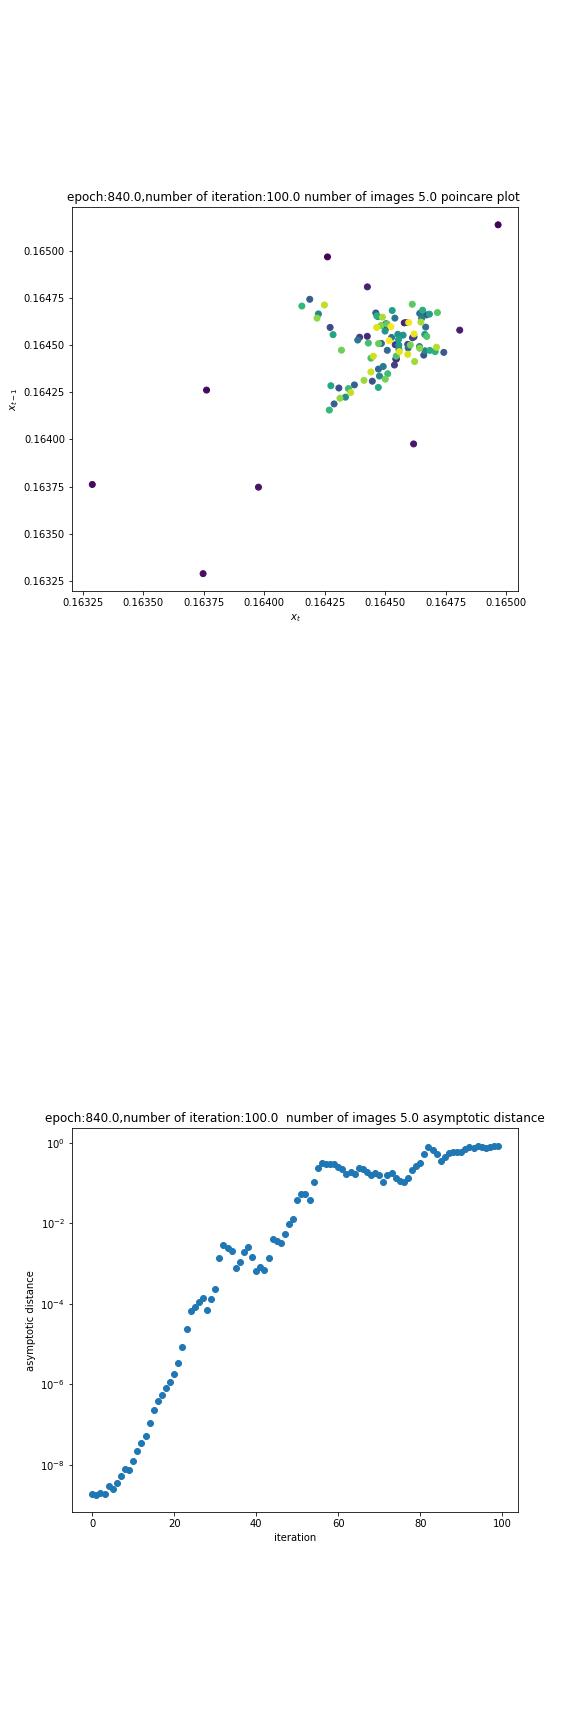 epoch:840.0,number of iteration:100.0 number of images 5.0 poincare plot
0.16500
0.16475
0.16450
0.16425
0.16400
0.16375
0.16350
0.16325
x_{t-1}
0.16325 0.16350 0.16375 0.16400 0.16425 0.16450 0.16475 0.16500
x_t
epoch:840.0,number of iteration:100.0  number of images 5.0 asymptotic distance
10^0
10^{-2}
10^{-4}
10^{-6}
10^{-8}
asymptotic distance
0 20 40 60 80 100
iteration